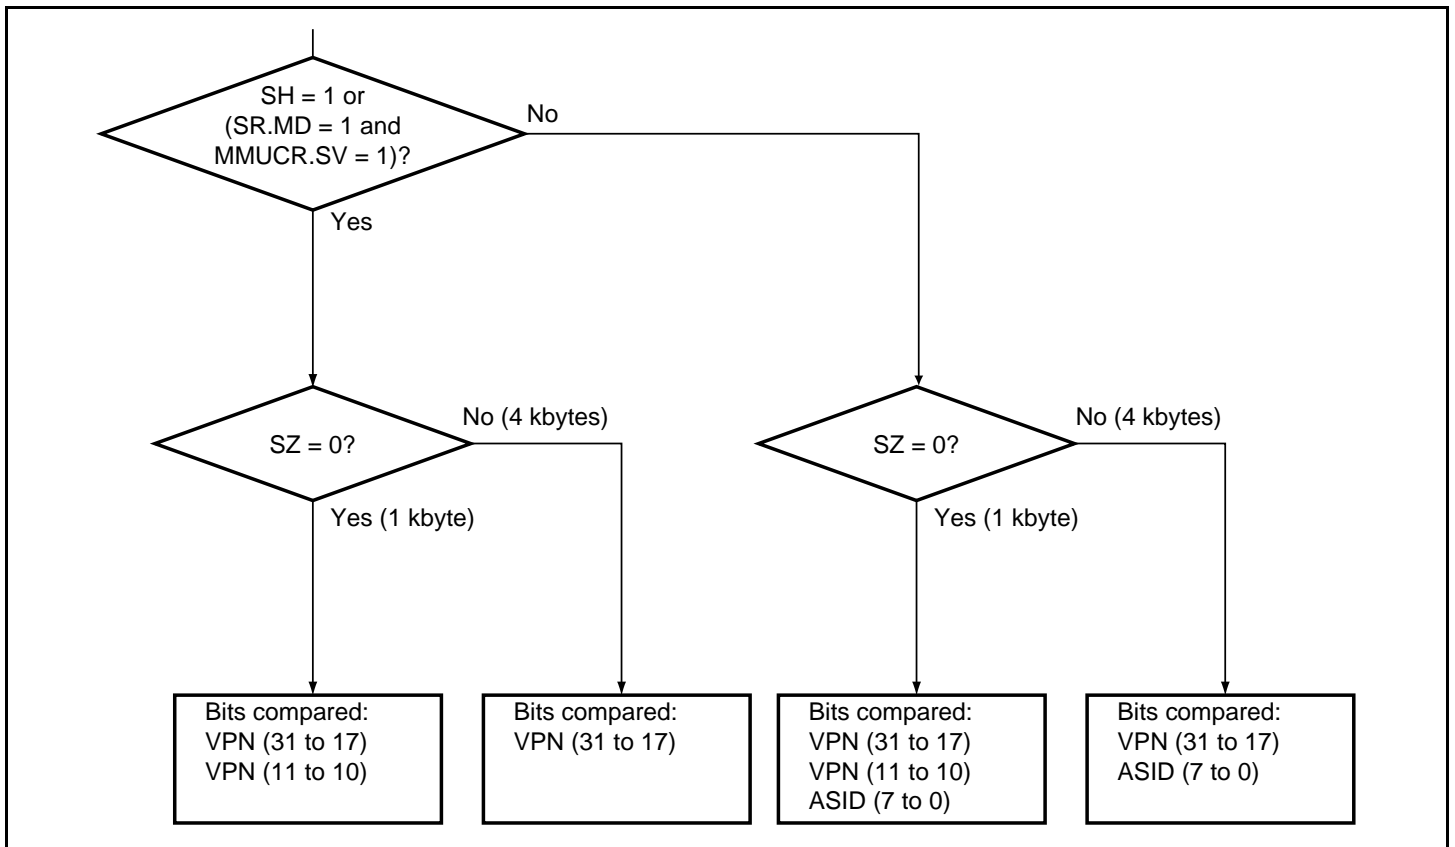 SH = 1 or
(SR.MD = 1 and
MMUCR.SV = 1)?
No
Yes
SZ = 0?
No (4 kbytes)
Yes (1 kbyte)
SZ = 0?
No (4 kbytes)
Yes (1 kbyte)
Bits compared:
VPN (31 to 17)
VPN (11 to 10)
Bits compared:
VPN (31 to 17)
Bits compared:
VPN (31 to 17)
VPN (11 to 10)
ASID (7 to 0)
Bits compared:
VPN (31 to 17)
ASID (7 to 0)